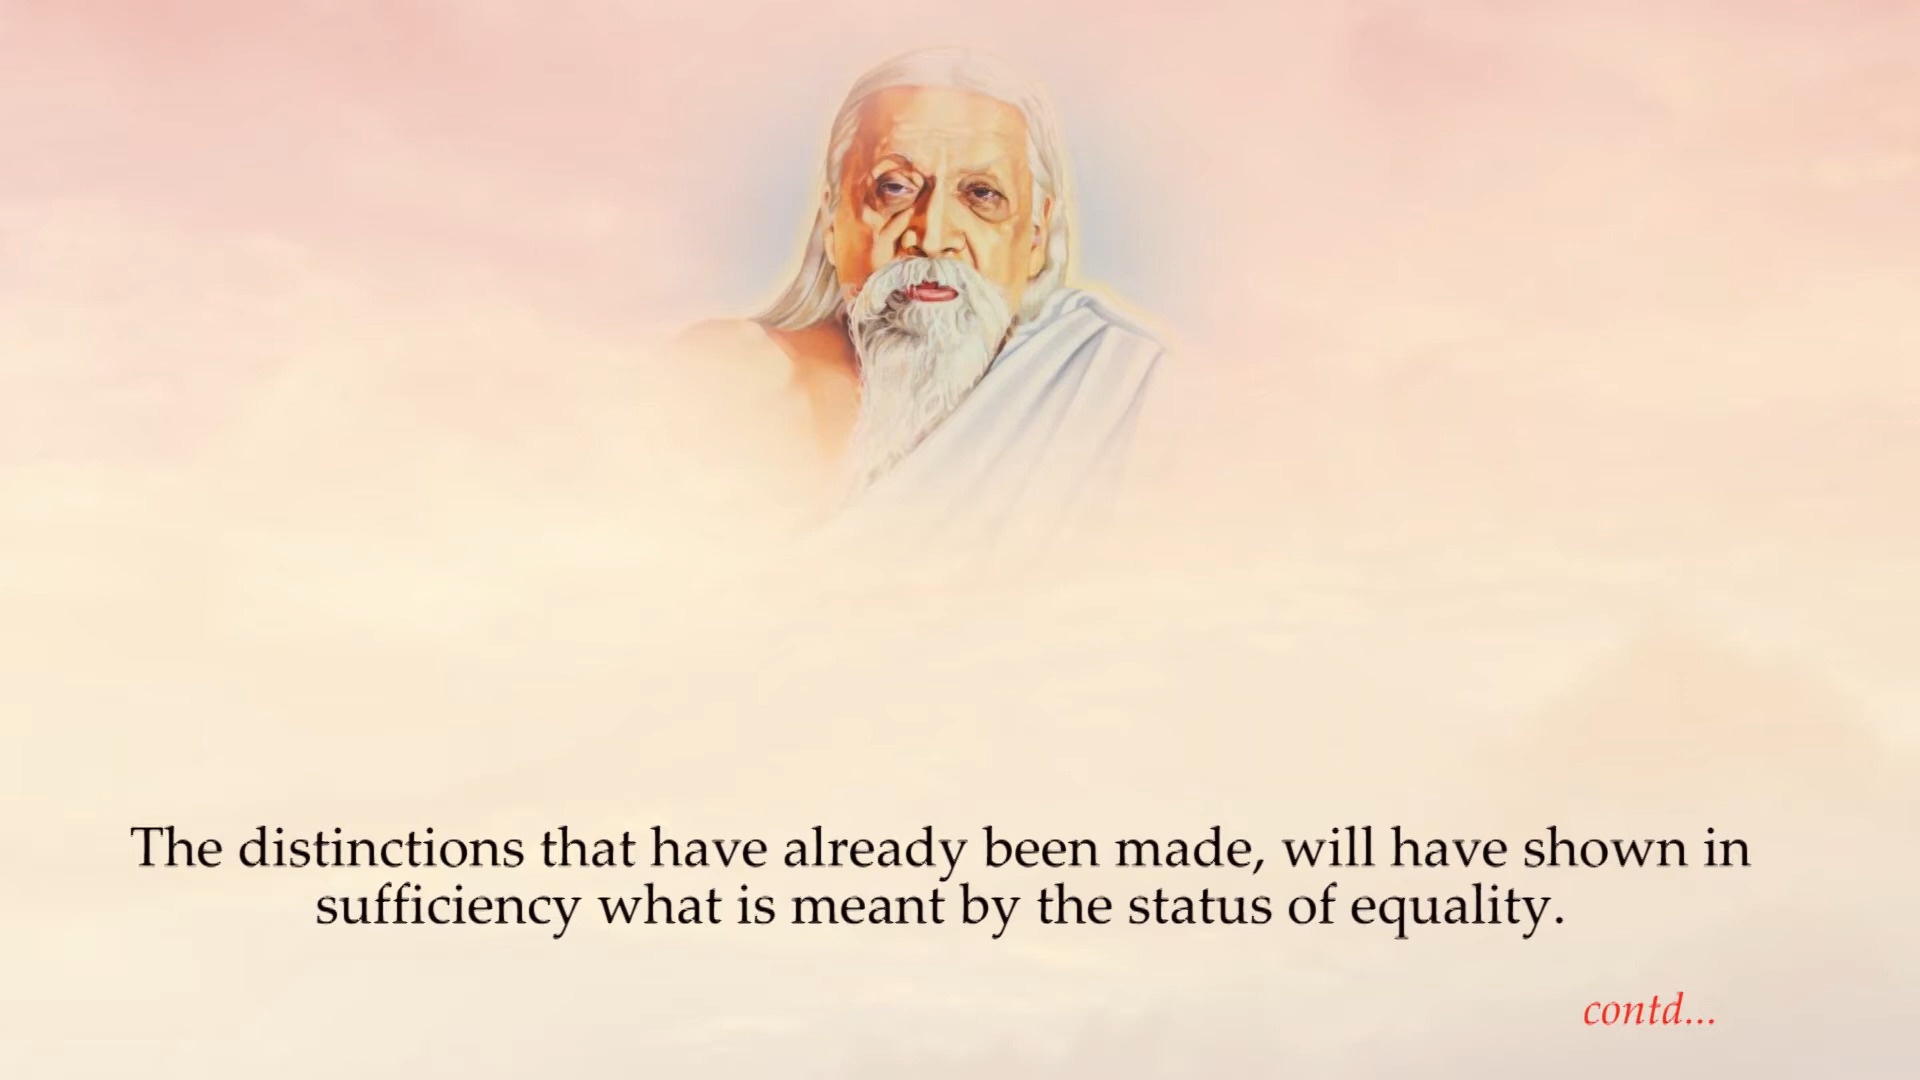 The distinctions that have already been made, will have shown in
sufficiency what is meant by the status of equality.
contd...